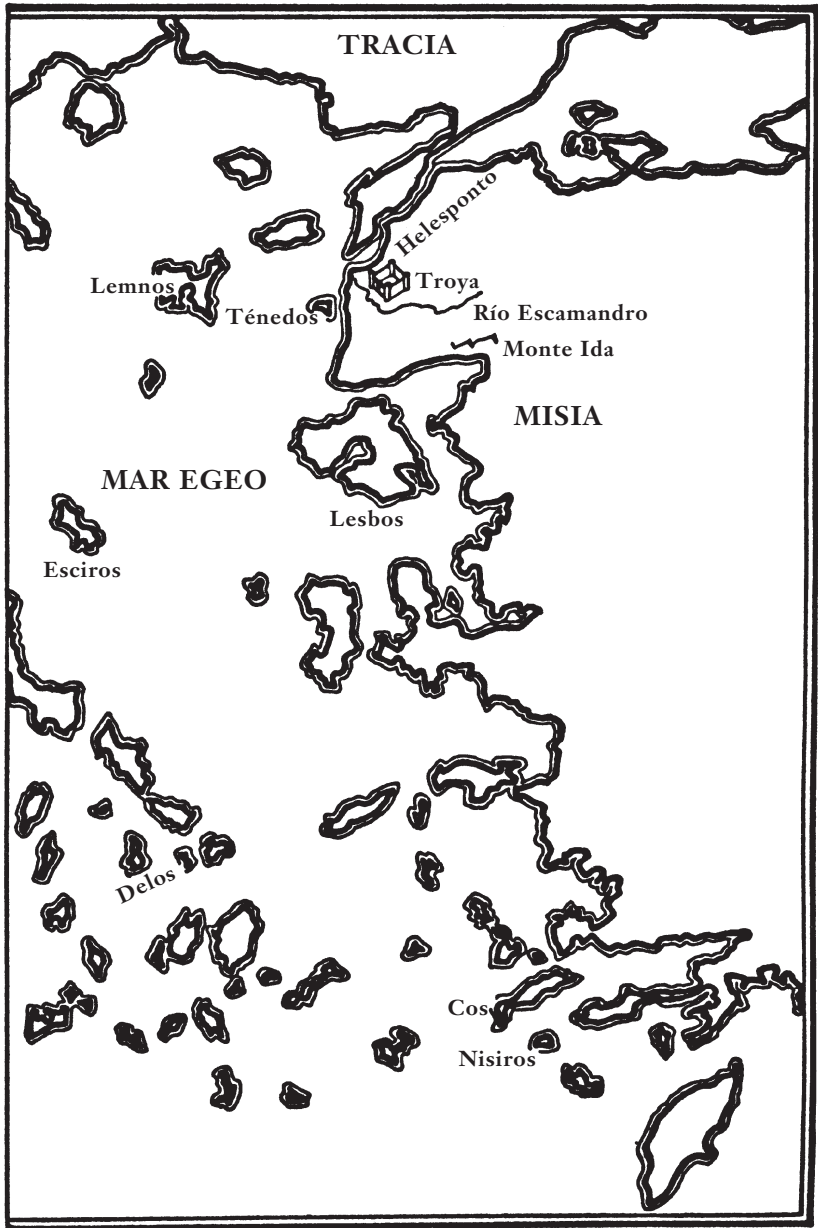 TRACIA
Helesponto
Troya
Lemnos
Ténedos
Río Escamandro
Monte Ida
MISIA
MAR EGEO
Lesbos
Esciros
Delos
Cos
Nisiros